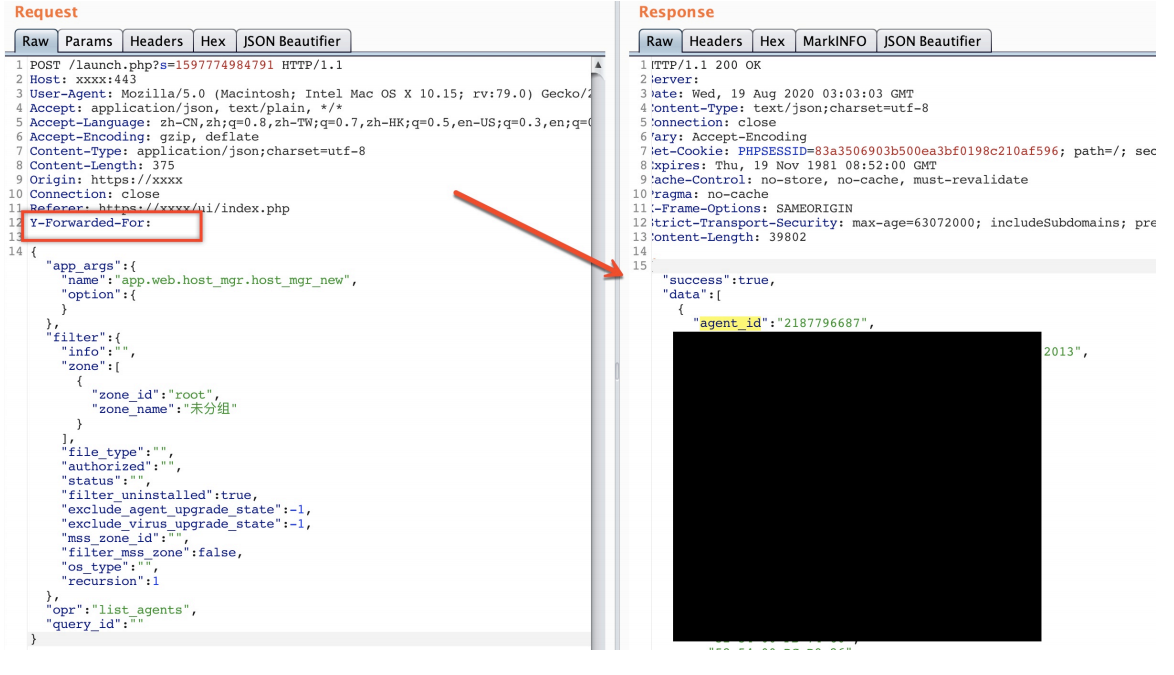 Request
Raw Params Headers Hex JSON Beautifier
1 POST /launch.php?s=1597774984791 HTTP/1.1
2 Host: xxxx:443
3 User-Agent: Mozilla/5.0 (Macintosh; Intel Mac OS X 10.15; rv:79.0) Gecko/2
4 Accept: application/json, text/plain, */*
5 Accept-Language: zh-CN,zh;q=0.8,zh-TW;q=0.7,zh-HK;q=0.5,en-US;q=0.3,en;q=0
6 Accept-Encoding: gzip, deflate
7 Content-Type: application/json;charset=utf-8
8 Content-Length: 375
9 Origin: https://xxxx
10 Connection: close
11 Referer: https://xxxx/ui/index.php
12 Y-Forwarded-For:
13
14 {
"app_args":{
"name":"app.web.host_mgr.host_mgr_new",
"option":{
}
},
"filter":{
"info":"",
"zone":[
{
"zone_id":"root",
"zone_name":"未分组"
}
],
"file_type":"",
"authorized":"",
"status":"",
"filter_uninstalled":true,
"exclude_agent_upgrade_state":-1,
"exclude_virus_upgrade_state":-1,
"mss_zone_id":"",
"filter_mss_zone":false,
"os_type":"",
"recursion":1
},
"opr":"list_agents",
"query_id":""
}
Response
Raw Headers Hex MarkINFO JSON Beautifier
1 HTTP/1.1 200 OK
2 Server:
3 Date: Wed, 19 Aug 2020 03:03:03 GMT
4 Content-Type: text/json;charset=utf-8
5 Connection: close
6 Vary: Accept-Encoding
7 Set-Cookie: PHPSESSID=83a3506903b500ea3bf0198c210af596; path=/; sec
8 Expires: Thu, 19 Nov 1981 08:52:00 GMT
9 Cache-Control: no-store, no-cache, must-revalidate
10 Pragma: no-cache
11 X-Frame-Options: SAMEORIGIN
12 Strict-Transport-Security: max-age=63072000; includeSubdomains; pre
13 Content-Length: 39802
14
15
"success":true,
"data":[
{
"agent_id":"2187796687",
2013",